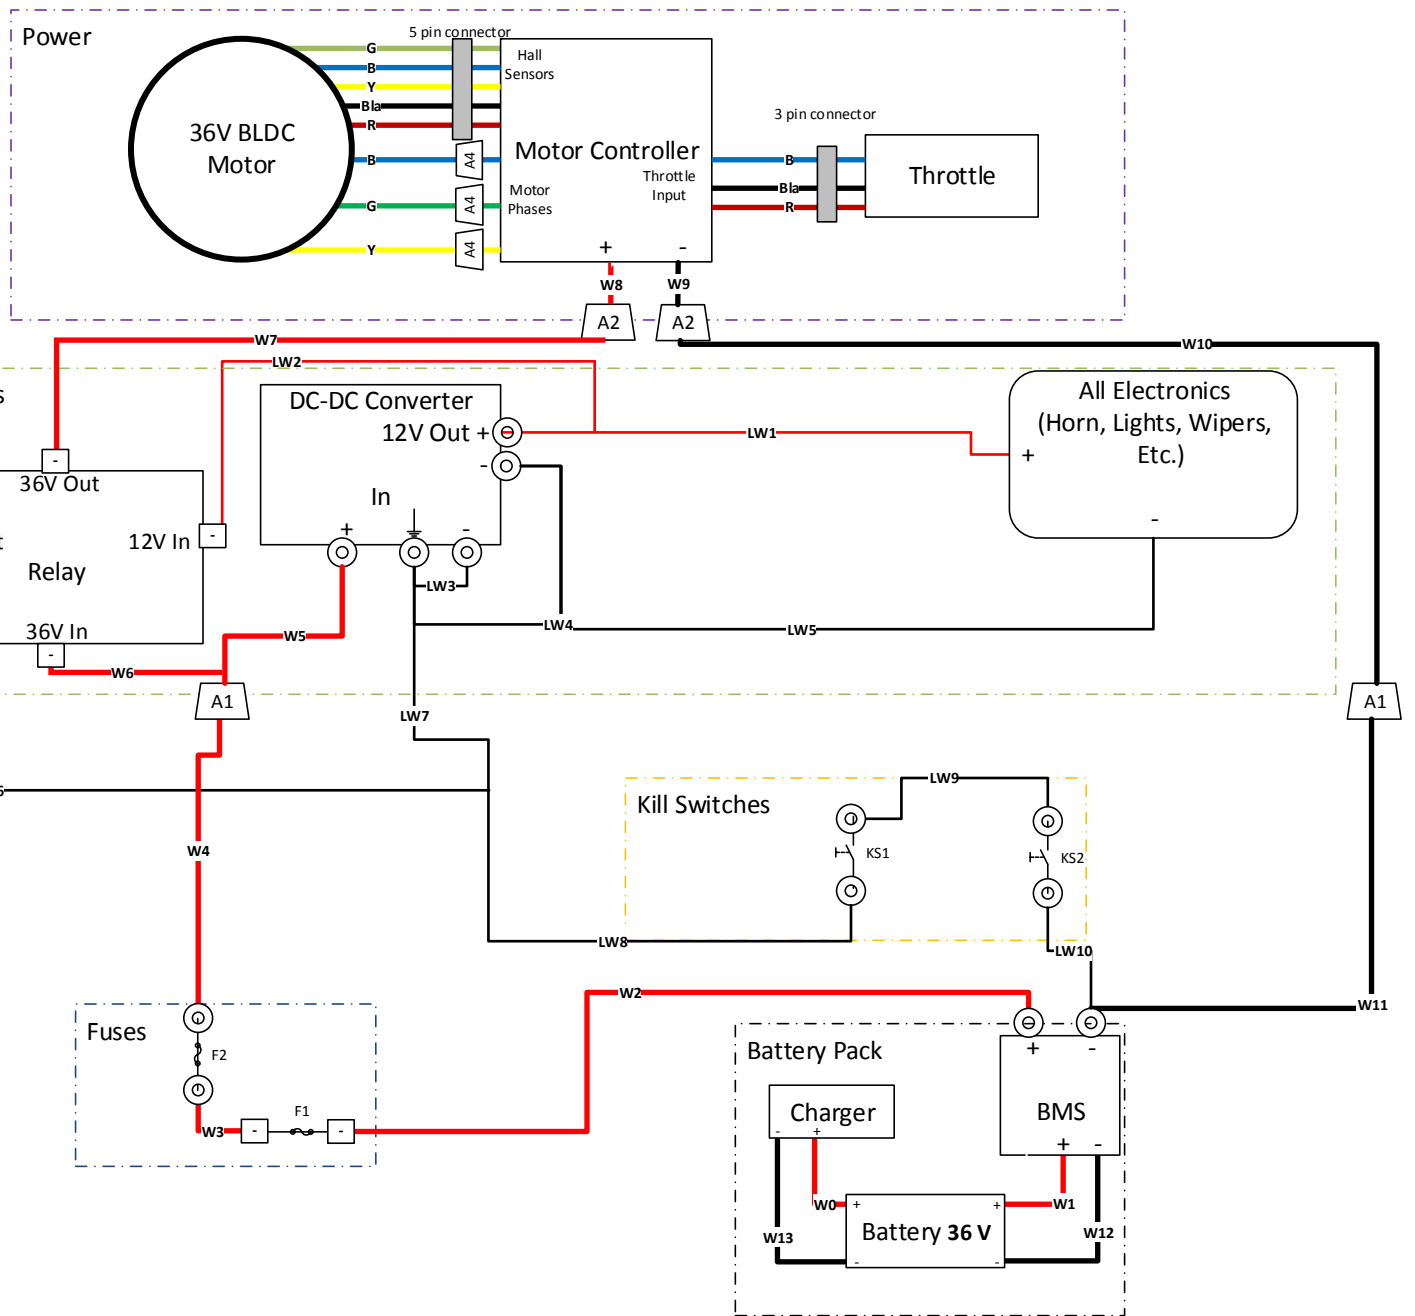 Power
5 pin connector
G
B
Y
Bla
R
B
G
Y
36V BLDC
Motor
A4
A4
A4
Hall
Sensors
Motor Controller
Throttle
Input
Motor
Phases
+
-
3 pin connector
B
Bla
R
Throttle
W8
W9
A2
A2
W7
W10
LW2
s
DC-DC Converter
12V Out +
-
In
+
-
LW1
All Electronics
(Horn, Lights, Wipers,
Etc.)
+
-
-
36V Out
12V In
-
t
Relay
36V In
-
LW3
W5
LW4
LW5
W6
A1
A1
LW7
6
Kill Switches
LW9
KS1
KS2
W4
LW8
LW10
W2
W11
Fuses
F2
F1
W3
-
-
Battery Pack
+
-
Charger
-
+
BMS
+
-
W0
W1
+
+
Battery 36 V
-
-
W13
W12